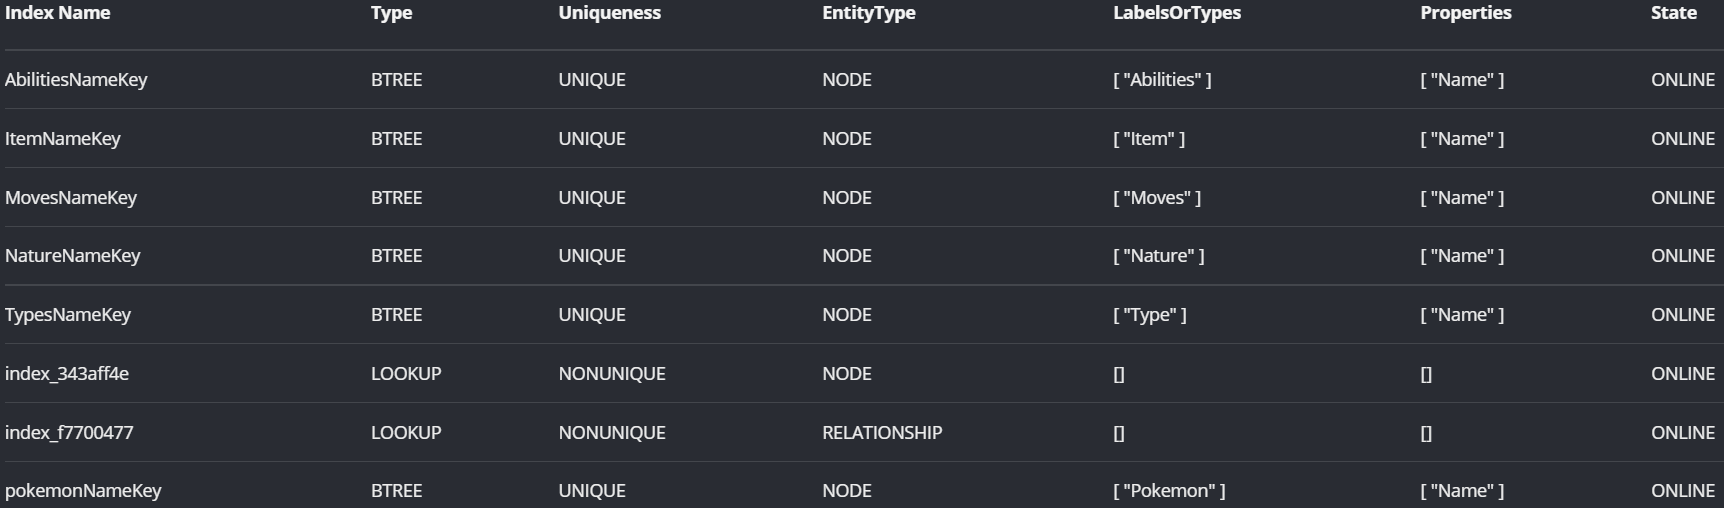 Index Name Type Uniqueness EntityType LabelsOrTypes Properties State
AbilitiesNameKey BTREE UNIQUE NODE [ "Abilities" ] [ "Name" ] ONLINE
ItemNameKey BTREE UNIQUE NODE [ "Item" ] [ "Name" ] ONLINE
MovesNameKey BTREE UNIQUE NODE [ "Moves" ] [ "Name" ] ONLINE
NatureNameKey BTREE UNIQUE NODE [ "Nature" ] [ "Name" ] ONLINE
TypesNameKey BTREE UNIQUE NODE [ "Type" ] [ "Name" ] ONLINE
index_343aff4e LOOKUP NONUNIQUE NODE [] [] ONLINE
index_f7700477 LOOKUP NONUNIQUE RELATIONSHIP [] [] ONLINE
pokemonNameKey BTREE UNIQUE NODE [ "Pokemon" ] [ "Name" ] ONLINE